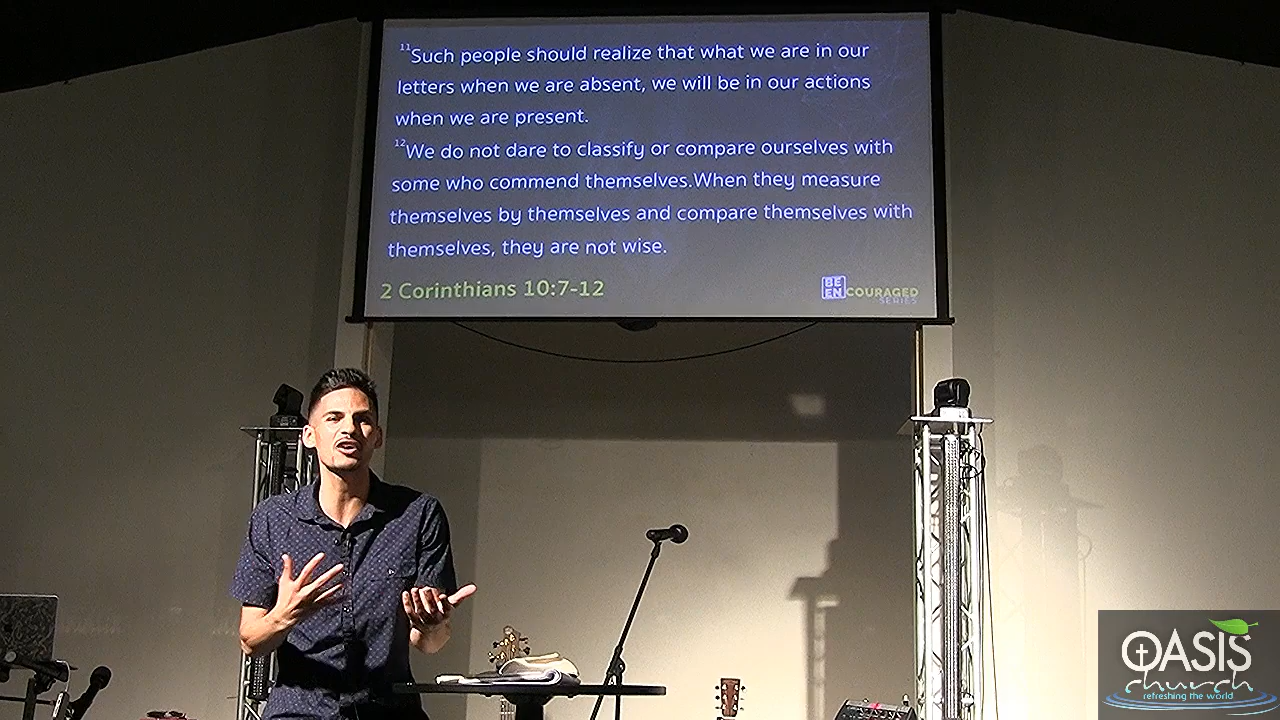 ¹¹Such people should realize that what we are in our
letters when we are absent, we will be in our actions
when we are present.
¹²We do not dare to classify or compare ourselves with
some who commend themselves.When they measure
themselves by themselves and compare themselves with
themselves, they are not wise.
2 Corinthians 10:7-12
BE
ENCOURAGED
SERIES
OASIS
church
refreshing the world